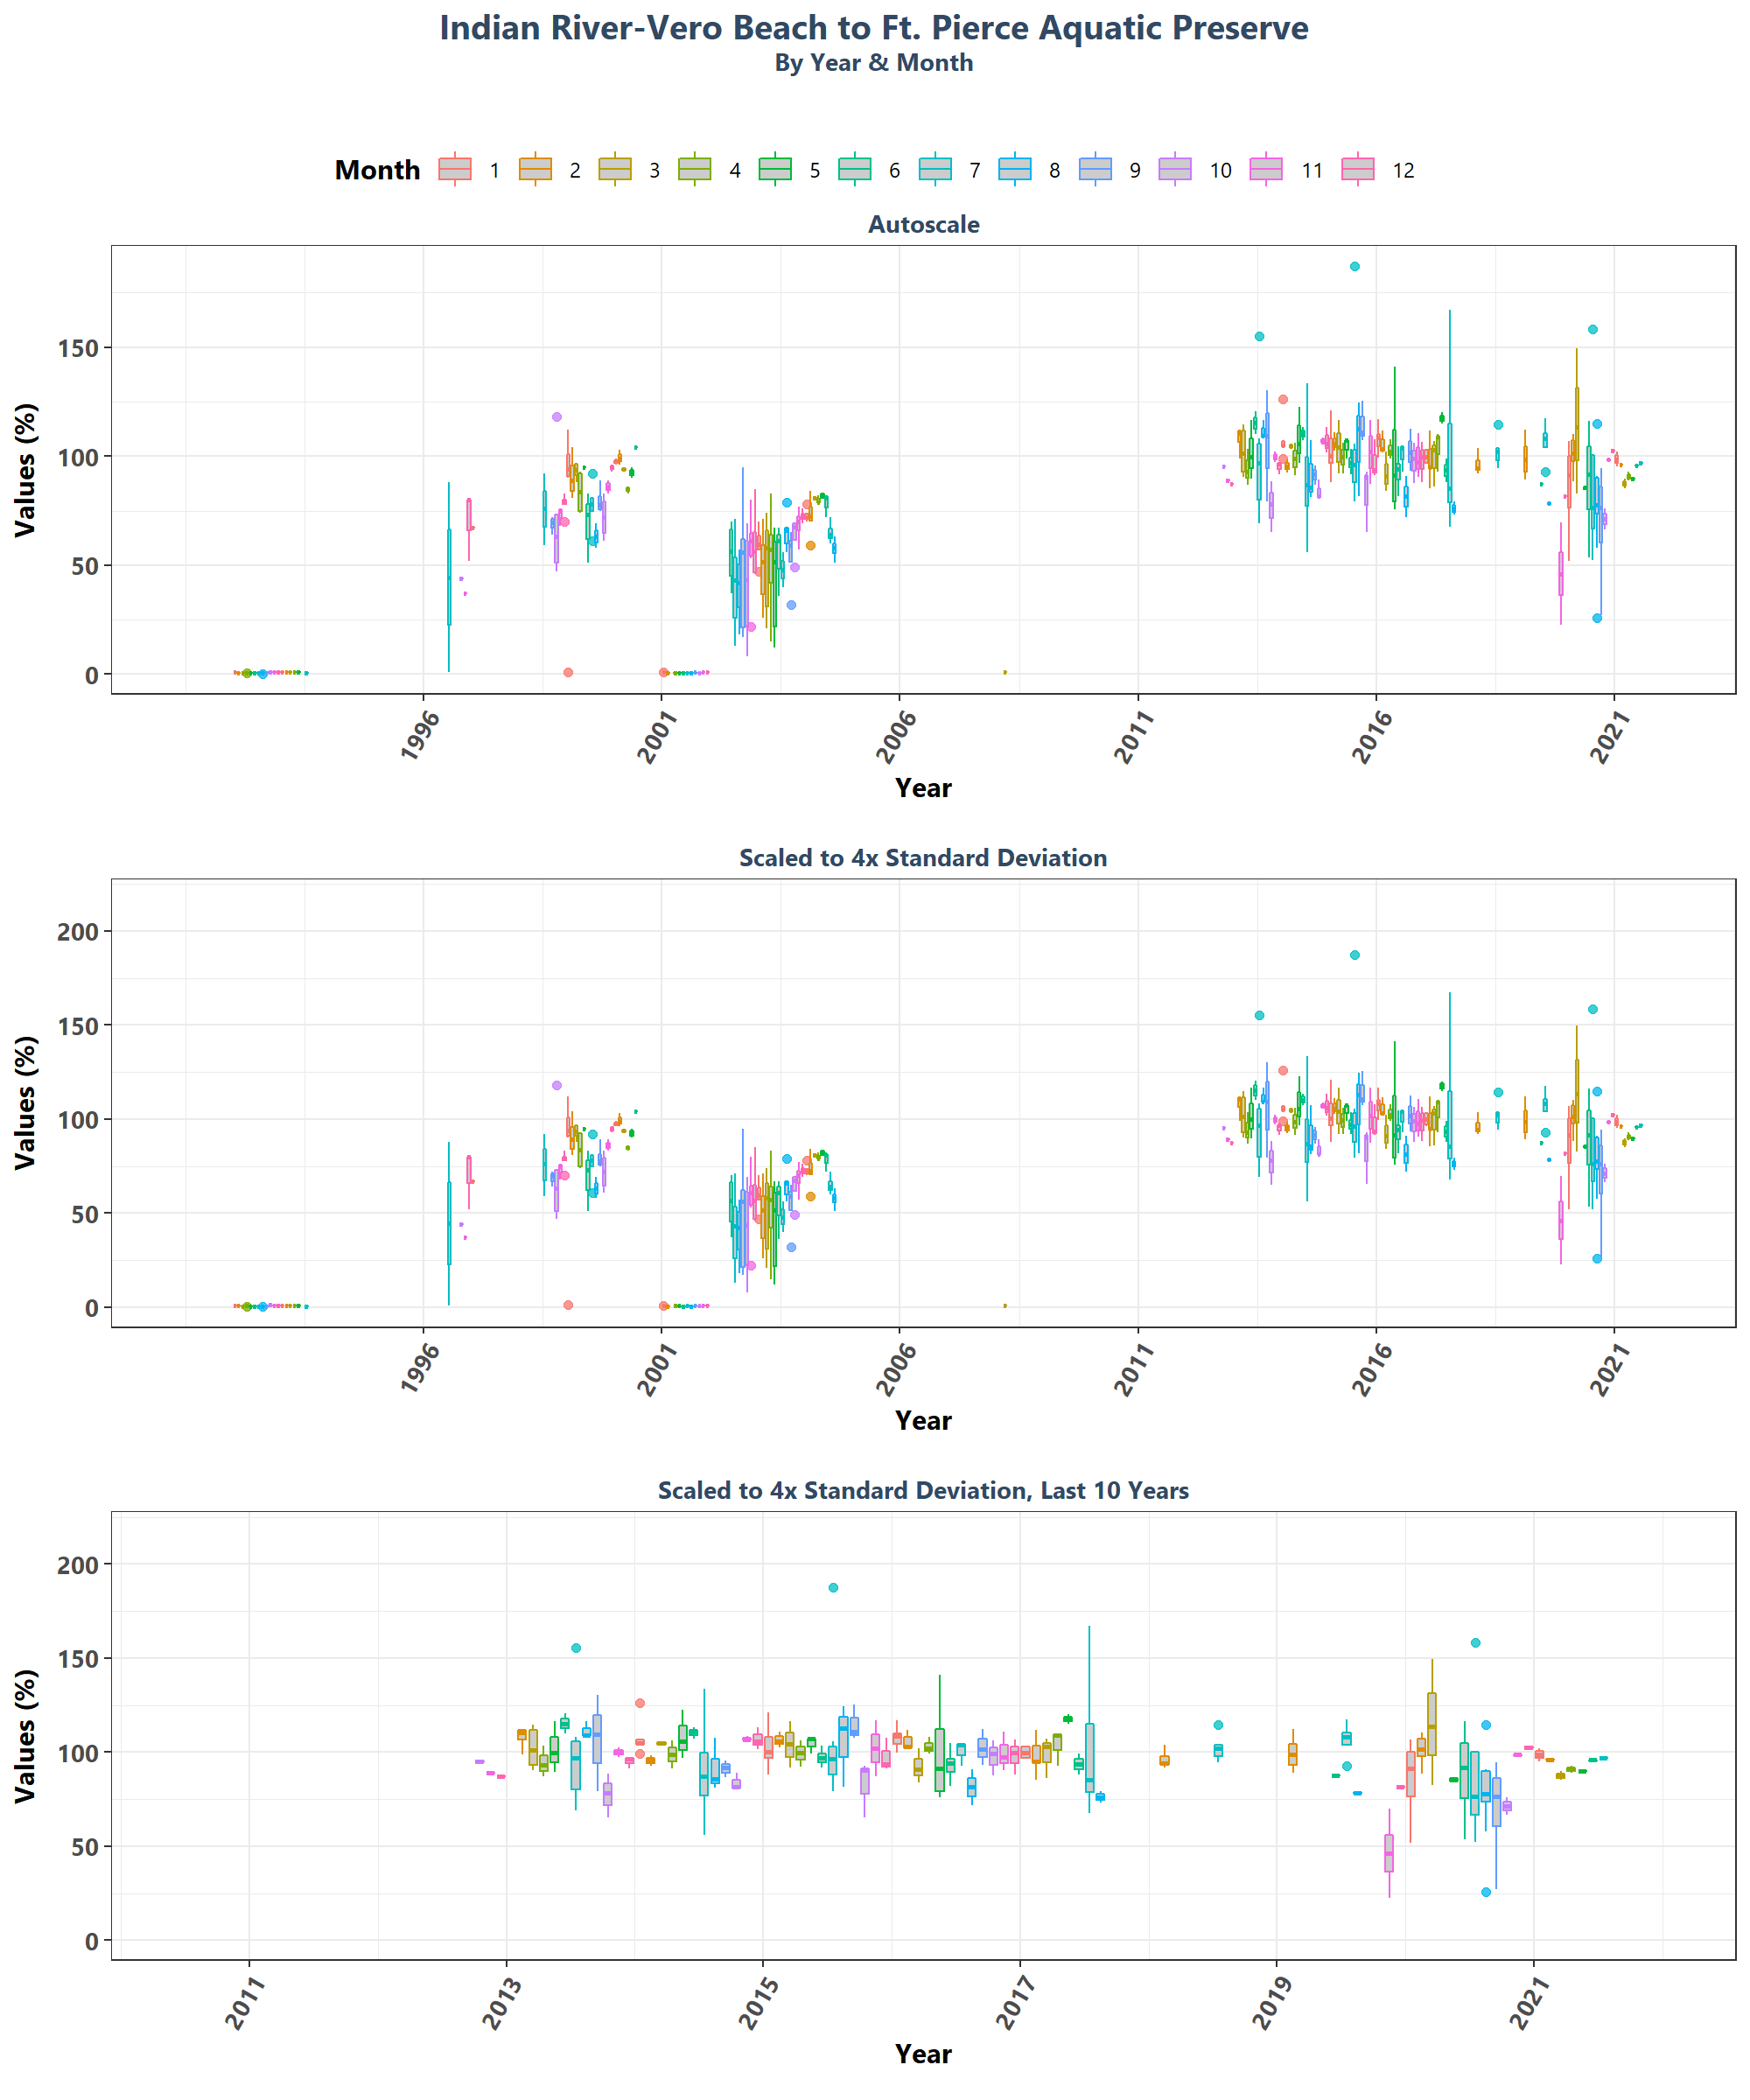 Indian River-Vero Beach to Ft. Pierce Aquatic Preserve
By Year & Month
Month 1 2 3 4 5 6 7 8 9 10 11 12
Autoscale
Values (%)
150
100
50
0
1996 2001 2006 2011 2016 2021
Year
Scaled to 4x Standard Deviation
Values (%)
200
150
100
50
0
1996 2001 2006 2011 2016 2021
Year
Scaled to 4x Standard Deviation, Last 10 Years
Values (%)
200
150
100
50
0
2011 2013 2015 2017 2019 2021
Year